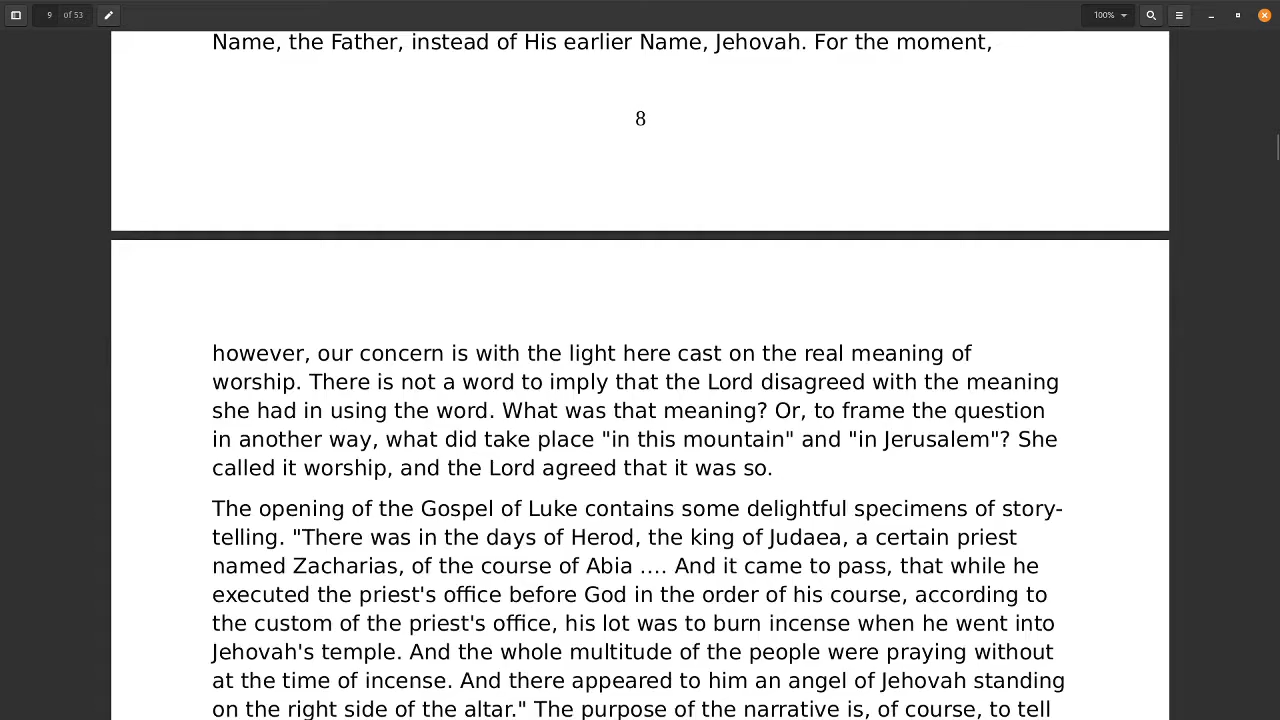 9 of 53
100%
Name, the Father, instead of His earlier Name, Jehovah. For the moment,
8
however, our concern is with the light here cast on the real meaning of
worship. There is not a word to imply that the Lord disagreed with the meaning
she had in using the word. What was that meaning? Or, to frame the question
in another way, what did take place "in this mountain" and "in Jerusalem"? She
called it worship, and the Lord agreed that it was so.
The opening of the Gospel of Luke contains some delightful specimens of story-
telling. "There was in the days of Herod, the king of Judaea, a certain priest
named Zacharias, of the course of Abia .... And it came to pass, that while he
executed the priest's office before God in the order of his course, according to
the custom of the priest's office, his lot was to burn incense when he went into
Jehovah's temple. And the whole multitude of the people were praying without
at the time of incense. And there appeared to him an angel of Jehovah standing
on the right side of the altar." The purpose of the narrative is, of course, to tell